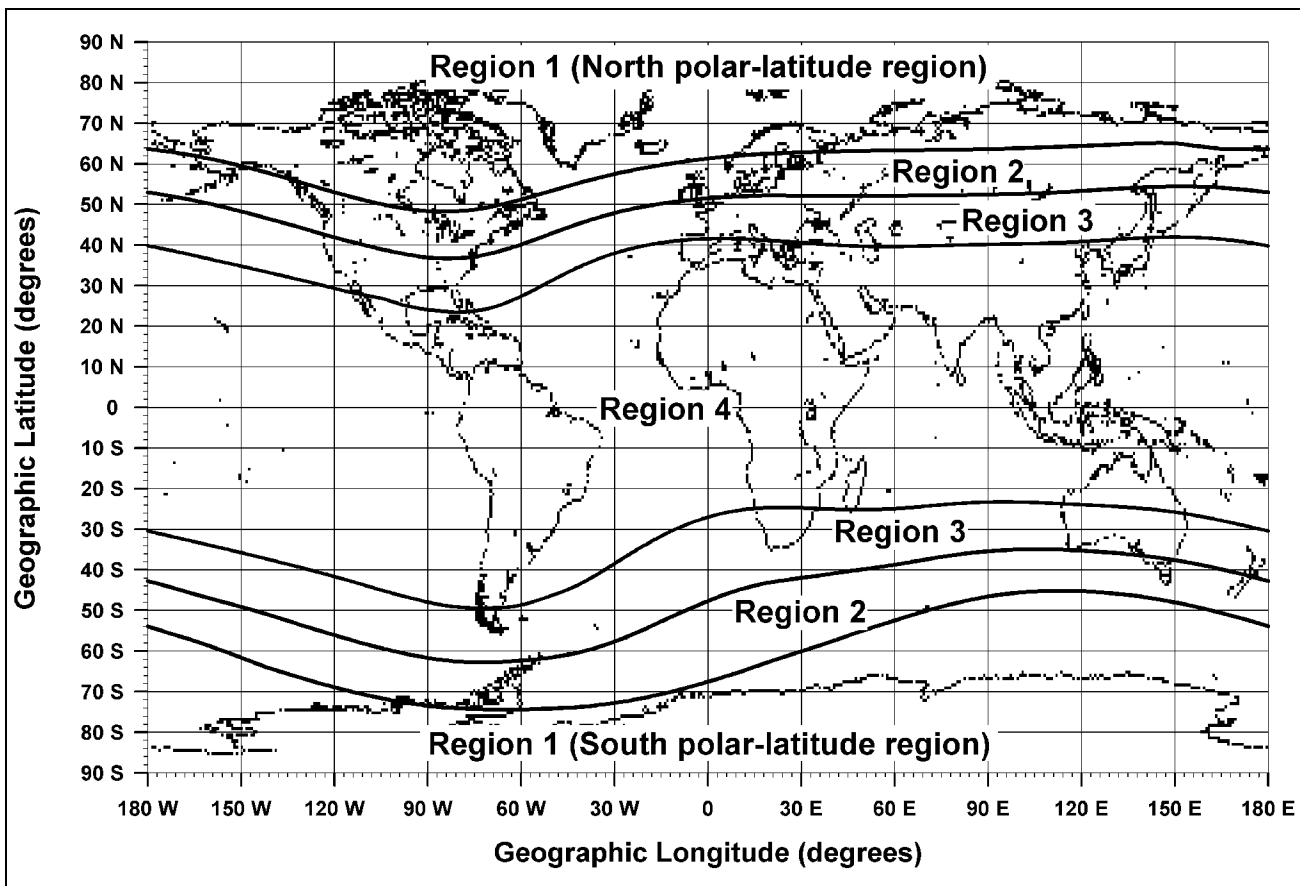 90 N
80 N
70 N
60 N
50 N
40 N
30 N
20 N
10 N
0
10 S
20 S
30 S
40 S
50 S
60 S
70 S
80 S
90 S
Geographic Latitude (degrees)
Region 1 (North polar-latitude region)
Region 2
Region 3
Region 4
Region 3
Region 2
Region 1 (South polar-latitude region)
180 W 150 W 120 W 90 W 60 W 30 W 0 30 E 60 E 90 E 120 E 150 E 180 E
Geographic Longitude (degrees)